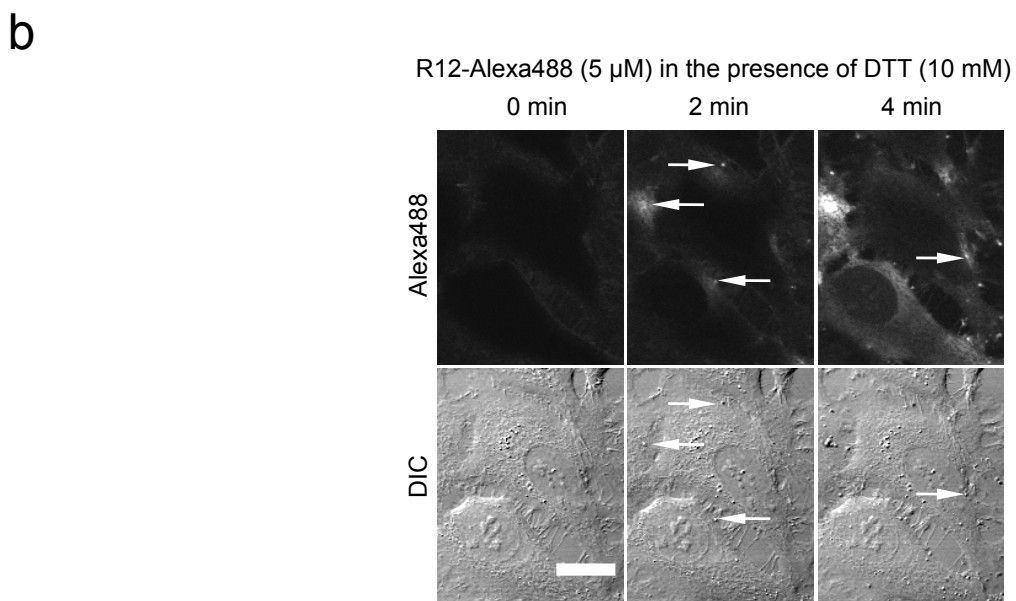 b
R12-Alexa488 (5 µM) in the presence of DTT (10 mM)
0 min
2 min
4 min
Alexa488
DIC